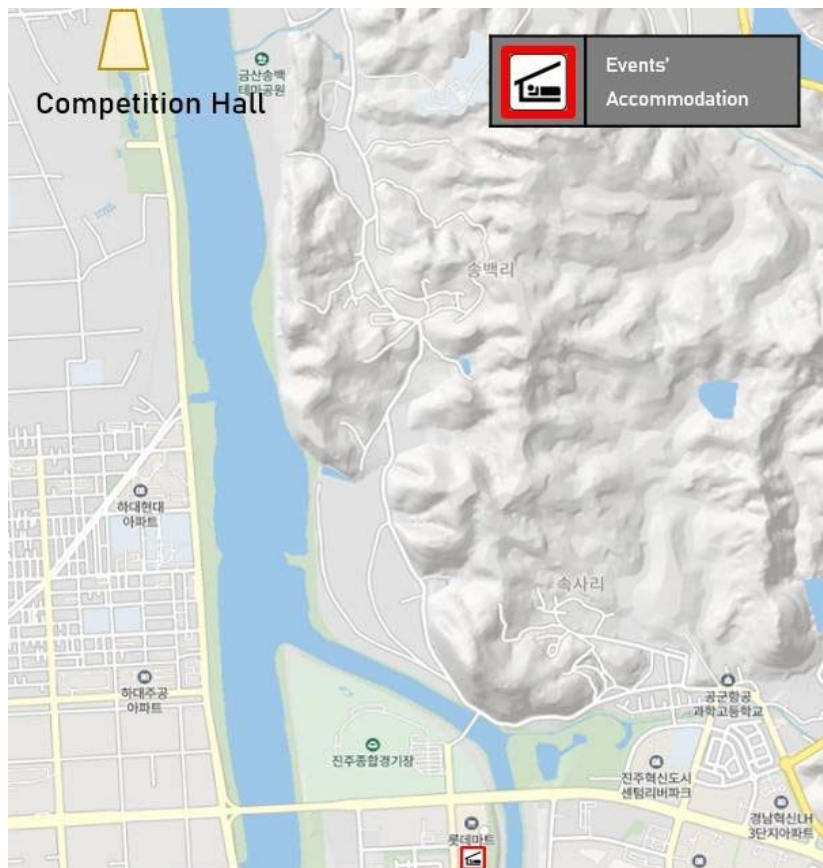 Competition Hall
금산송백
테마공원
Events'
Accommodation
송백리
하대현대
아파트
속사리
하대주공
아파트
공군항공
과학고등학교
진주종합경기장
진주혁신도시
센텀리버파크
롯데마트
경남혁신LH
3단지아파트